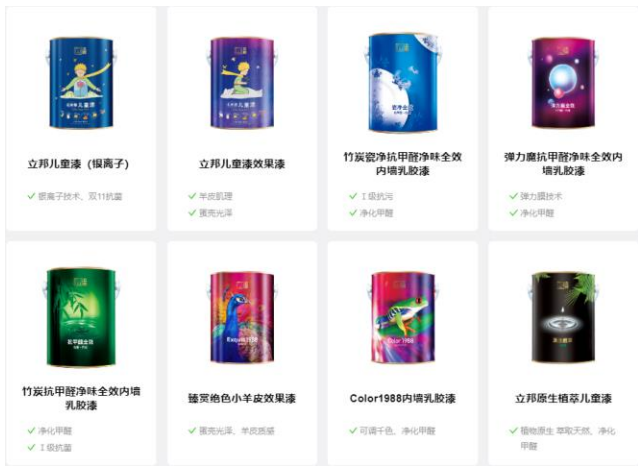 立邦儿童漆（银离子）
银离子技术、双11抗菌
立邦儿童漆效果漆
羊皮肌理
蛋壳光泽
竹炭瓷净抗甲醛净味全效
内墙乳胶漆
Ⅰ级抗污
净化甲醛
弹力魔抗甲醛净味全效内
墙乳胶漆
弹力膜技术
净化甲醛
竹炭抗甲醛净味全效内墙
乳胶漆
净化甲醛
Ⅰ级抗菌
臻赏绝色小羊皮效果漆
蛋壳光泽、羊皮质感
Color1988内墙乳胶漆
Color 1988
可调千色、净化甲醛
立邦原生植萃儿童漆
植物原生 萃取天然、净化
甲醛